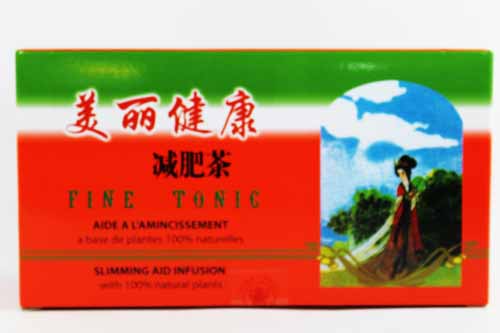 美丽健康
减肥茶
FINE TONIC
AIDE A L'AMINCISSEMENT
a base de plantes 100% naturelles
SLIMMING AID INFUSION
with 100% natural plants